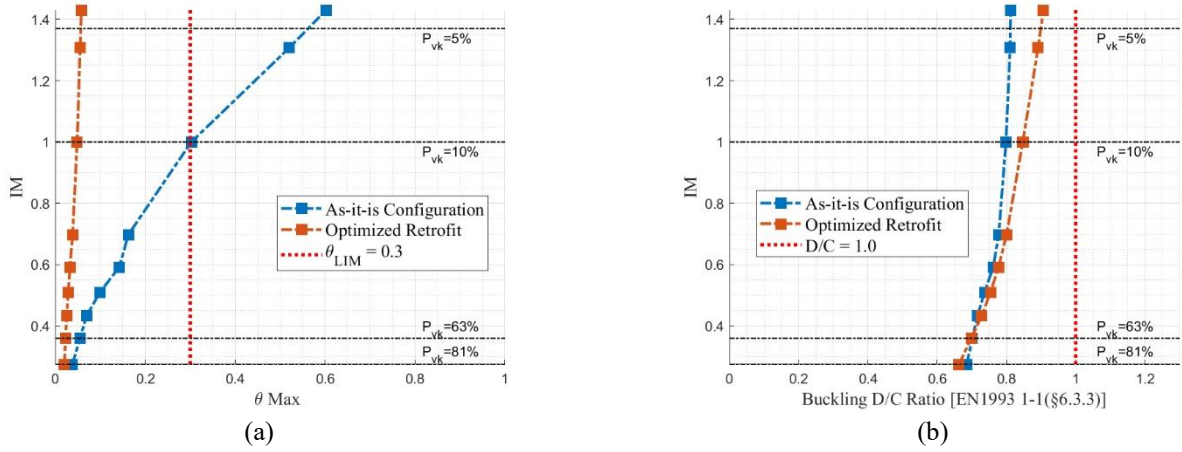 1.4
1.2
1
0.8
0.6
0.4
IM
P_vk=5%
P_vk=10%
As-it-is Configuration
Optimized Retrofit
θ_LIM = 0.3
P_vk=63%
P_vk=81%
0 0.2 0.4 0.6 0.8 1
θ Max
(a)
1.4
1.2
1
0.8
0.6
0.4
IM
P_vk=5%
P_vk=10%
As-it-is Configuration
Optimized Retrofit
D/C = 1.0
P_vk=63%
P_vk=81%
0 0.2 0.4 0.6 0.8 1 1.2
Buckling D/C Ratio [EN1993 1-1(§6.3.3)]
(b)